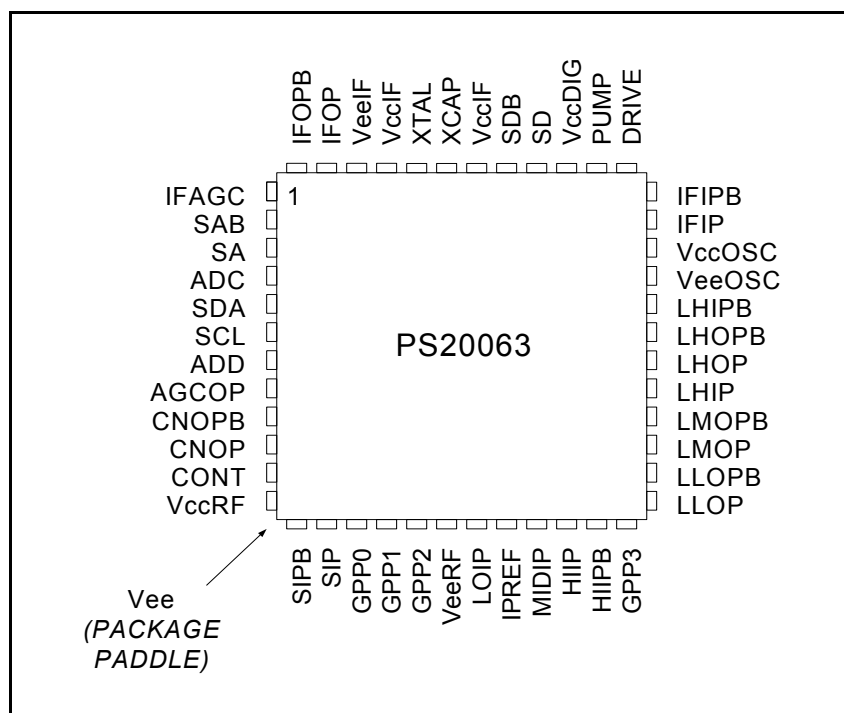 IFOPB
IFOP
VeeIF
VccIF
XTAL
XCAP
VccIF
SDB
SD
VccDIG
PUMP
DRIVE
1
IFAGC
SAB
SA
ADC
SDA
SCL
ADD
AGCOP
CNOPB
CNOP
CONT
VccRF
PS20063
IFIPB
IFIP
VccOSC
VeeOSC
LHIPB
LHOPB
LHOP
LHIP
LMOPB
LMOP
LLOPB
LLOP
SIPB
SIP
GPP0
GPP1
GPP2
VeeRF
LOIP
IPREF
MIDIP
HIIP
HIIPB
GPP3
Vee
(PACKAGE
PADDLE)